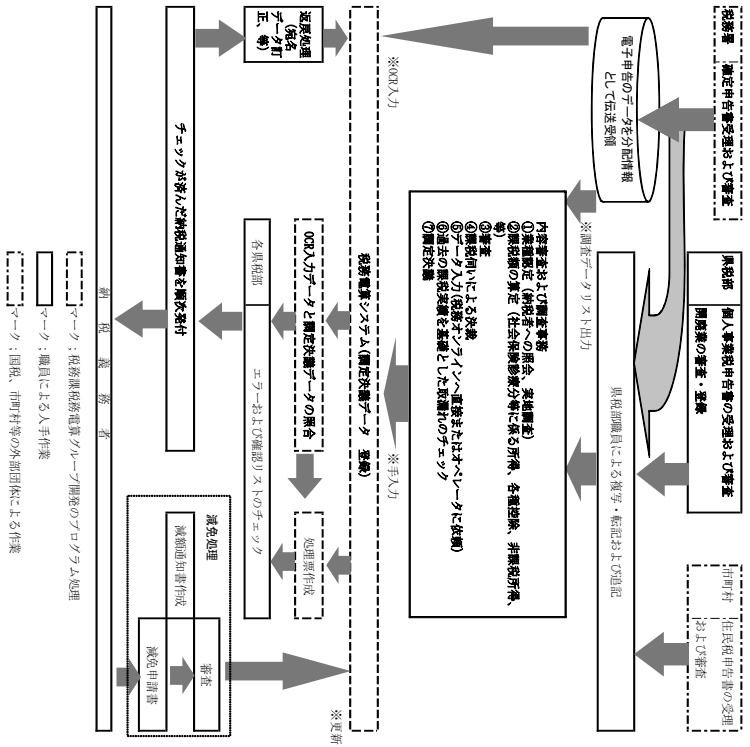 税務署　確定申告書受理および審査
県税部　個人事業税申告書の受理および審査
開廃業の審査・登録
市町村　住民税申告書の受理
および審査
電子申告のデータを分配情報
として伝送受領
県税部職員による複写・転記および追記
※調査データリスト出力
内容審査および調査事務
①業種認定（納税者への照会、実地調査）
②課税額の算定（社会保険診療分等に係る所得、各種控除、非課税所得、
等）
③審査
④課税伺いによる決裁
⑤データ入力（税務オンラインへ直接またはオペレータに依頼）
⑥過去の課税実績を基礎とした取漏れのチェック
⑦調定決議
※OCR入力
※手入力
税務電算システム（調定決議データ　登録）
※更新
返戻処理
（宛名
データ訂
正、等）
OCR入力データと調定決議データの照合
処理票作成
各県税部
エラーおよび確認リストのチェック
チェックが済んだ納税通知書を順次発付
減免処理
減額通知書作成
審査
減免申請書
納税義務者
マーク；税務課税務電算グループ開発のプログラム処理
マーク；職員による人手作業
マーク；国税、市町村等の外部団体による作業